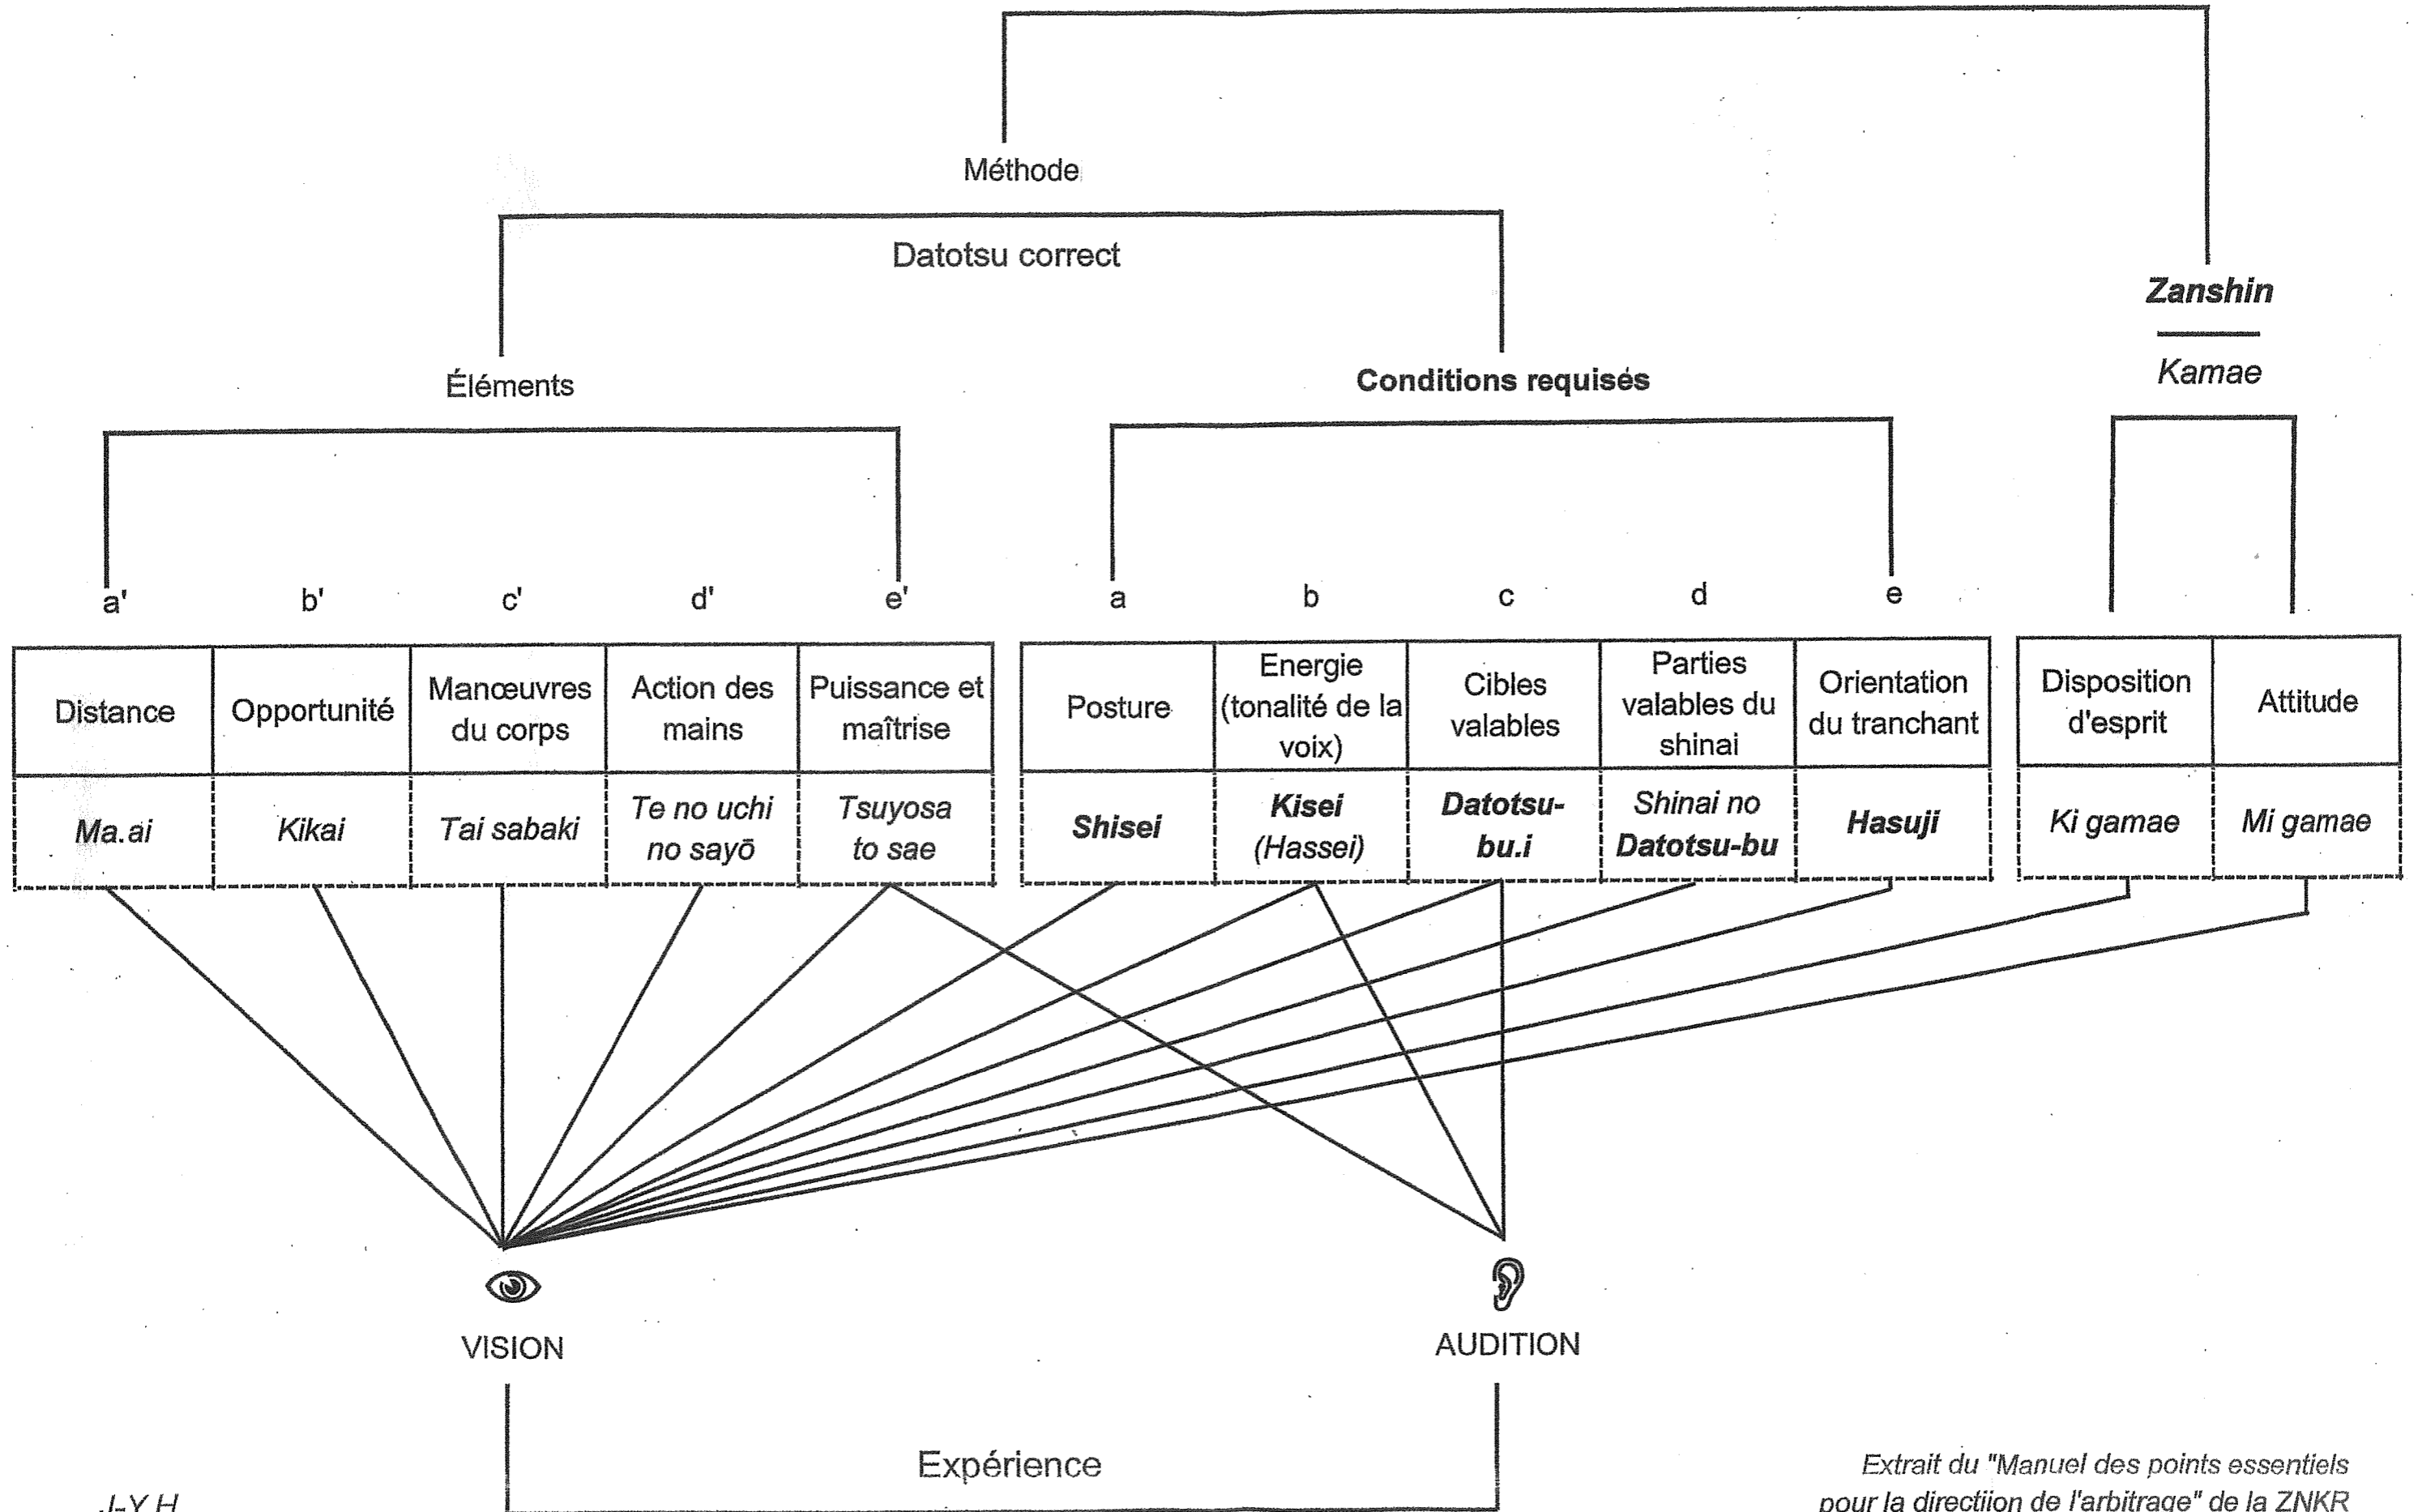 Méthode
Datotsu correct
Zanshin
Kamae
Éléments
Conditions requisés
a' b' c' d' e' a b c d e
Distance
Opportunité
Manœuvres
du corps
Action des
mains
Puissance et
maîtrise
Posture
Energie
(tonalité de la
voix)
Cibles
valables
Parties
valables du
shinai
Orientation
du tranchant
Disposition
d'esprit
Attitude
Ma.ai
Kikai
Tai sabaki
Te no uchi
no sayō
Tsuyosa
to sae
Shisei
Kisei
(Hassei)
Datotsu-
bu.i
Shinai no
Datotsu-bu
Hasuji
Ki gamae
Mi gamae
VISION
AUDITION
Expérience
Extrait du "Manuel des points essentiels
pour la directiion de l'arbitrage" de la ZNKR
J-Y.H